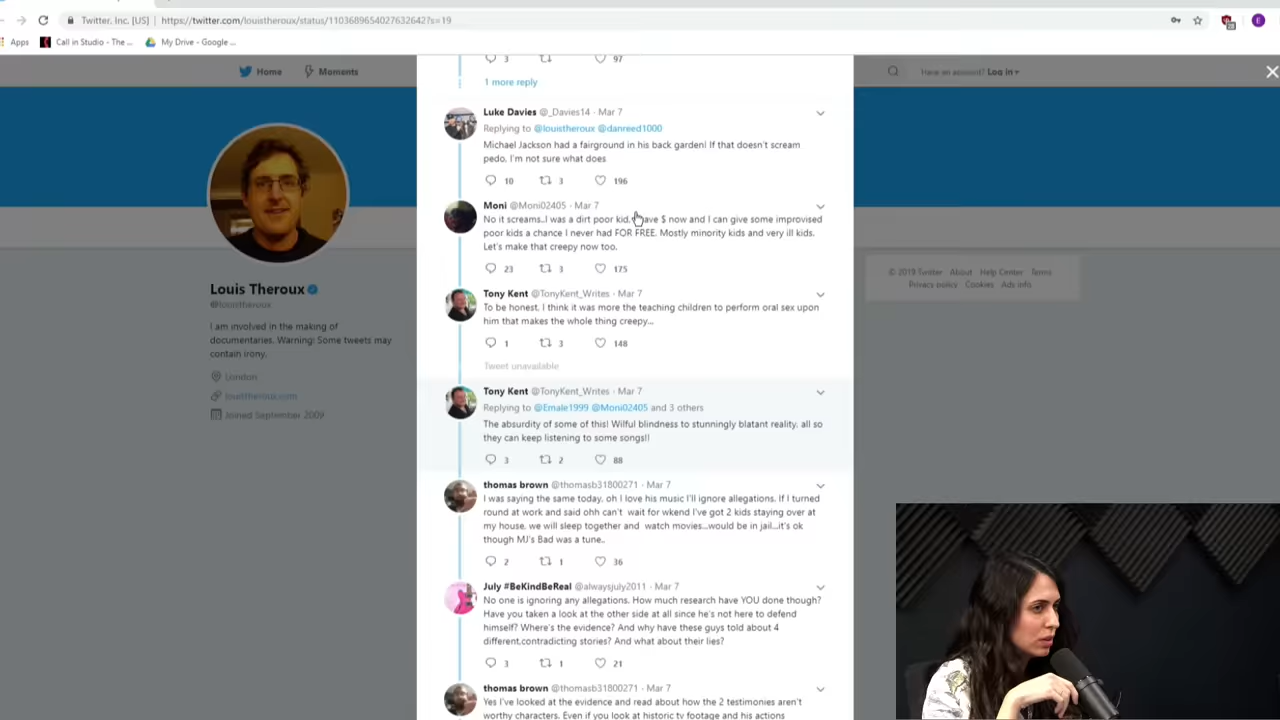 Twitter, Inc. [US] | https://twitter.com/louistheroux/status/1103689654027632642?s=19
Apps Call in Studio - The ... My Drive - Google ...
Home Moments
Have an account? Log in
3 97
1 more reply
Luke Davies @_Davies14 · Mar 7
Replying to @louistheroux @danreed1000
Michael Jackson had a fairground in his back garden! If that doesn't scream
pedo, I'm not sure what does
10 3 196
Moni @Moni02405 · Mar 7
No it screams..I was a dirt poor kid, have $ now and I can give some improvised
poor kids a chance I never had FOR FREE. Mostly minority kids and very ill kids.
Let's make that creepy now too.
23 3 175
Tony Kent @TonyKent_Writes · Mar 7
To be honest, I think it was more the teaching children to perform oral sex upon
him that makes the whole thing creepy...
1 3 148
Tweet unavailable
Tony Kent @TonyKent_Writes · Mar 7
Replying to @Emale1999 @Moni02405 and 3 others
The absurdity of some of this! Wilful blindness to stunningly blatant reality, all so
they can keep listening to some songs!!
3 2 88
thomas brown @thomasb31800271 · Mar 7
I was saying the same today, oh I love his music I'll ignore allegations. If I turned
round at work and said ohh can't wait for wkend I've got 2 kids staying over at
my house, we will sleep together and watch movies...would be in jail...it's ok
though MJ's Bad was a tune..
2 1 36
July #BeKindBeReal @alwaysjuly2011 · Mar 7
No one is ignoring any allegations. How much research have YOU done though?
Have you taken a look at the other side at all since he's not here to defend
himself? Where's the evidence? And why have these guys told about 4
different,contradicting stories? And what about their lies?
3 1 21
thomas brown @thomasb31800271 · Mar 7
Yes I've looked at the evidence and read about how the 2 testimonies aren't
worthy characters. Even if you look at historic tv footage and his actions
Louis Theroux
@louistheroux
I am involved in the making of
documentaries. Warning: Some tweets may
contain irony.
London
louistheroux.com
Joined September 2009
© 2019 Twitter About Help Center Terms
Privacy policy Cookies Ads info